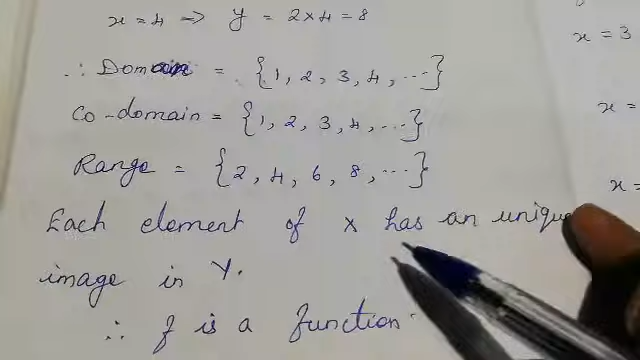 x = 4 => y = 2 x 4 = 8
∴ Domain = {1, 2, 3, 4, ...}
Co-domain = {1, 2, 3, 4, ...}
Range = {2, 4, 6, 8, ...}
Each element of x has an unique
image in Y.
∴ f is a function.
x = 3
x =
x =